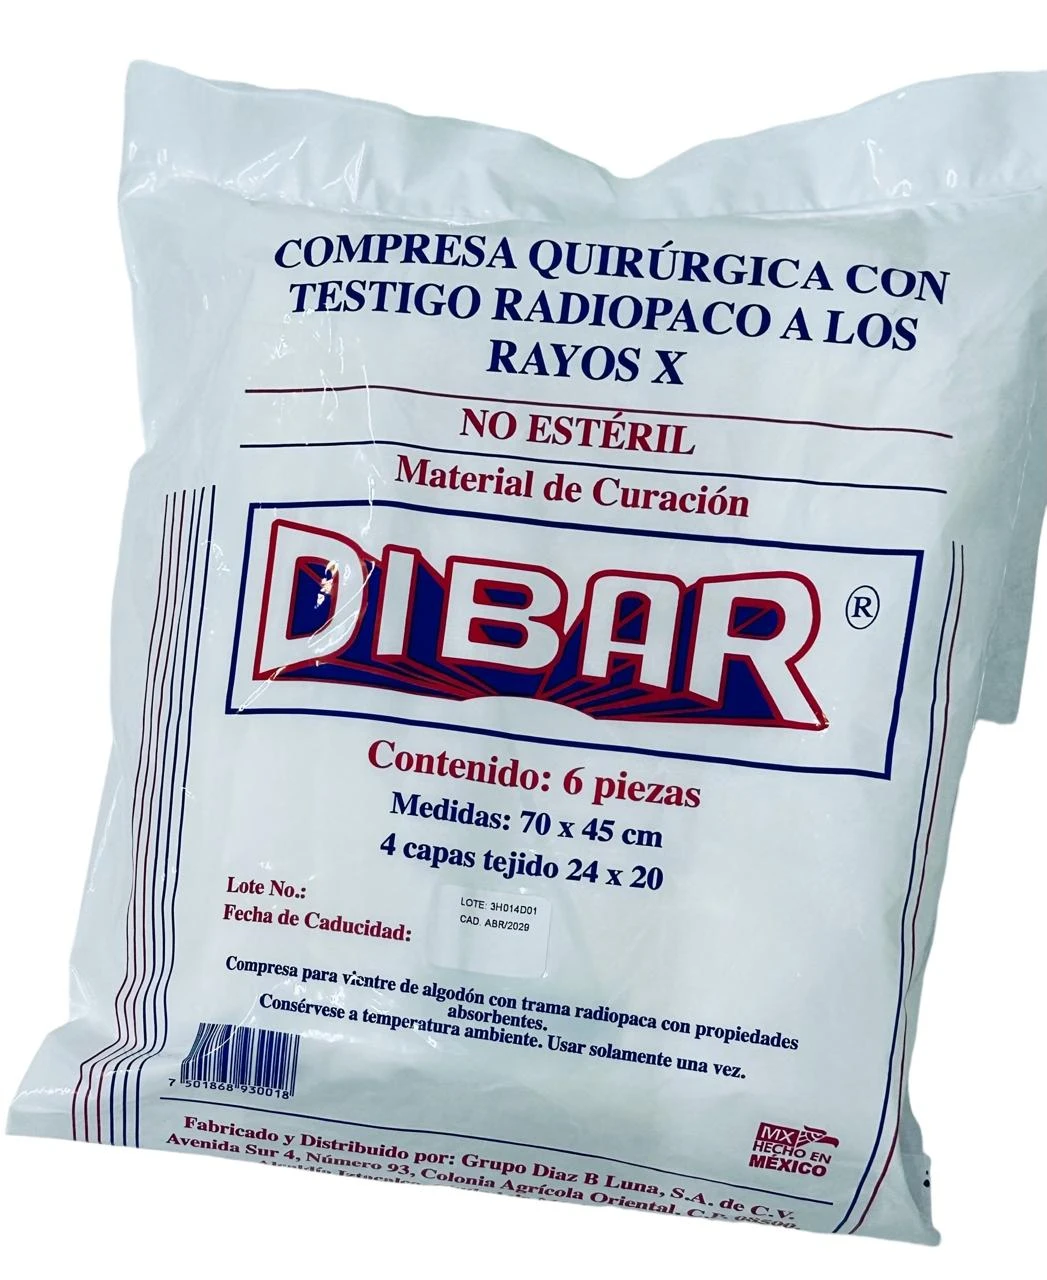 COMPRESA QUIRÚRGICA CON
TESTIGO RADIOPACO A LOS
RAYOS X
NO ESTÉRIL
Material de Curación
DIBAR ®
Contenido: 6 piezas
Medidas: 70 x 45 cm
4 capas tejido 24 x 20
Lote No.:
Fecha de Caducidad:
LOTE: 3H014D01
CAD. ABR/2029
Compresa para vientre de algodón con trama radiopaca con propiedades
absorbentes.
Consérvese a temperatura ambiente. Usar solamente una vez.
7 501868 930018
MX
HECHO EN
MÉXICO
Fabricado y Distribuido por: Grupo Diaz B Luna, S.A. de C.V.
Avenida Sur 4, Número 93, Colonia Agrícola Oriental, C.P. 08500,